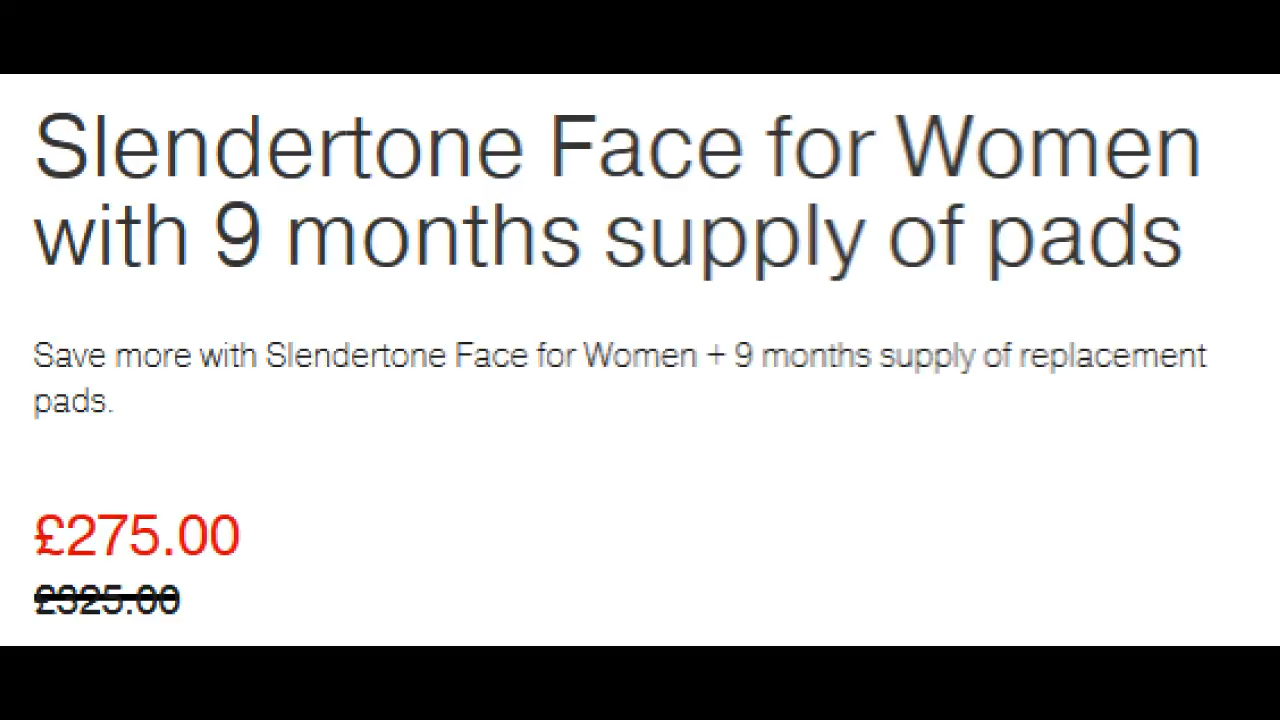 Slendertone Face for Women
with 9 months supply of pads
Save more with Slendertone Face for Women + 9 months supply of replacement
pads.
£275.00
£325.00